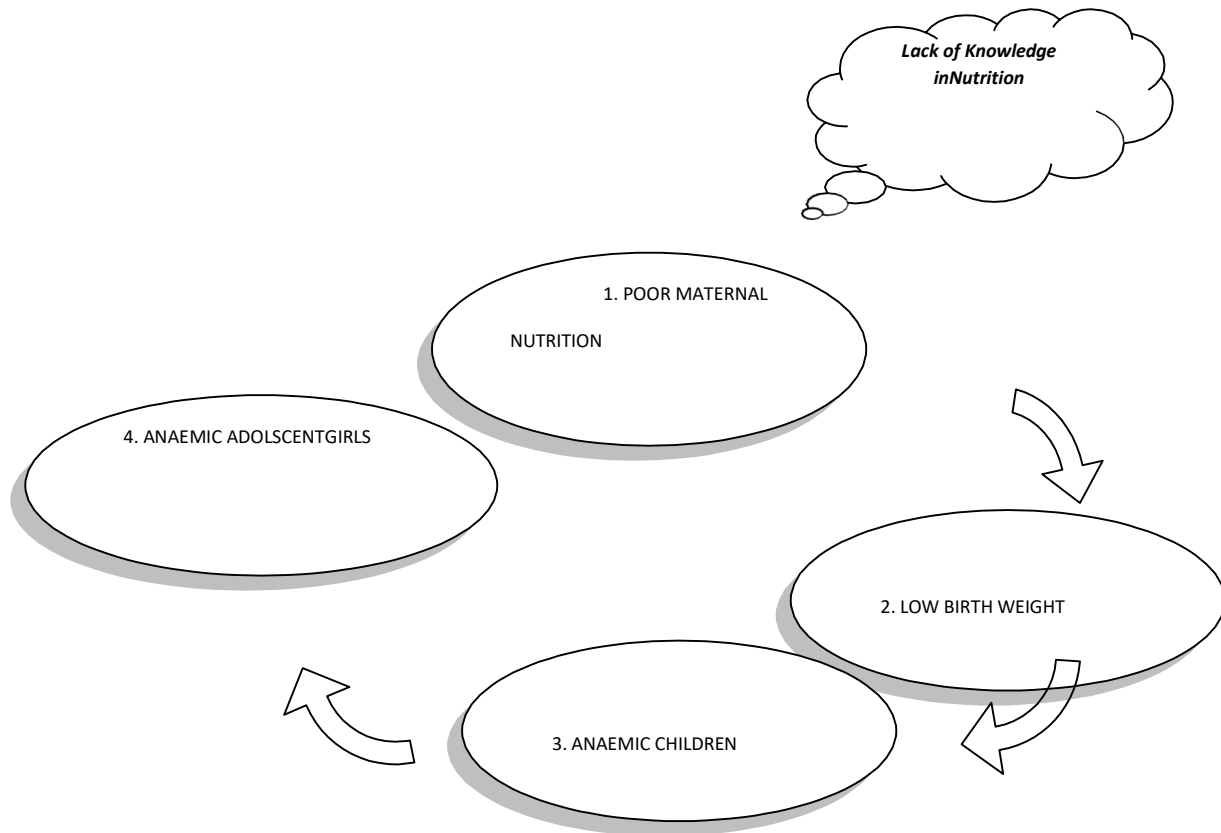 Lack of Knowledge
inNutrition
1. POOR MATERNAL
NUTRITION
4. ANAEMIC ADOLSCENTGIRLS
2. LOW BIRTH WEIGHT
3. ANAEMIC CHILDREN